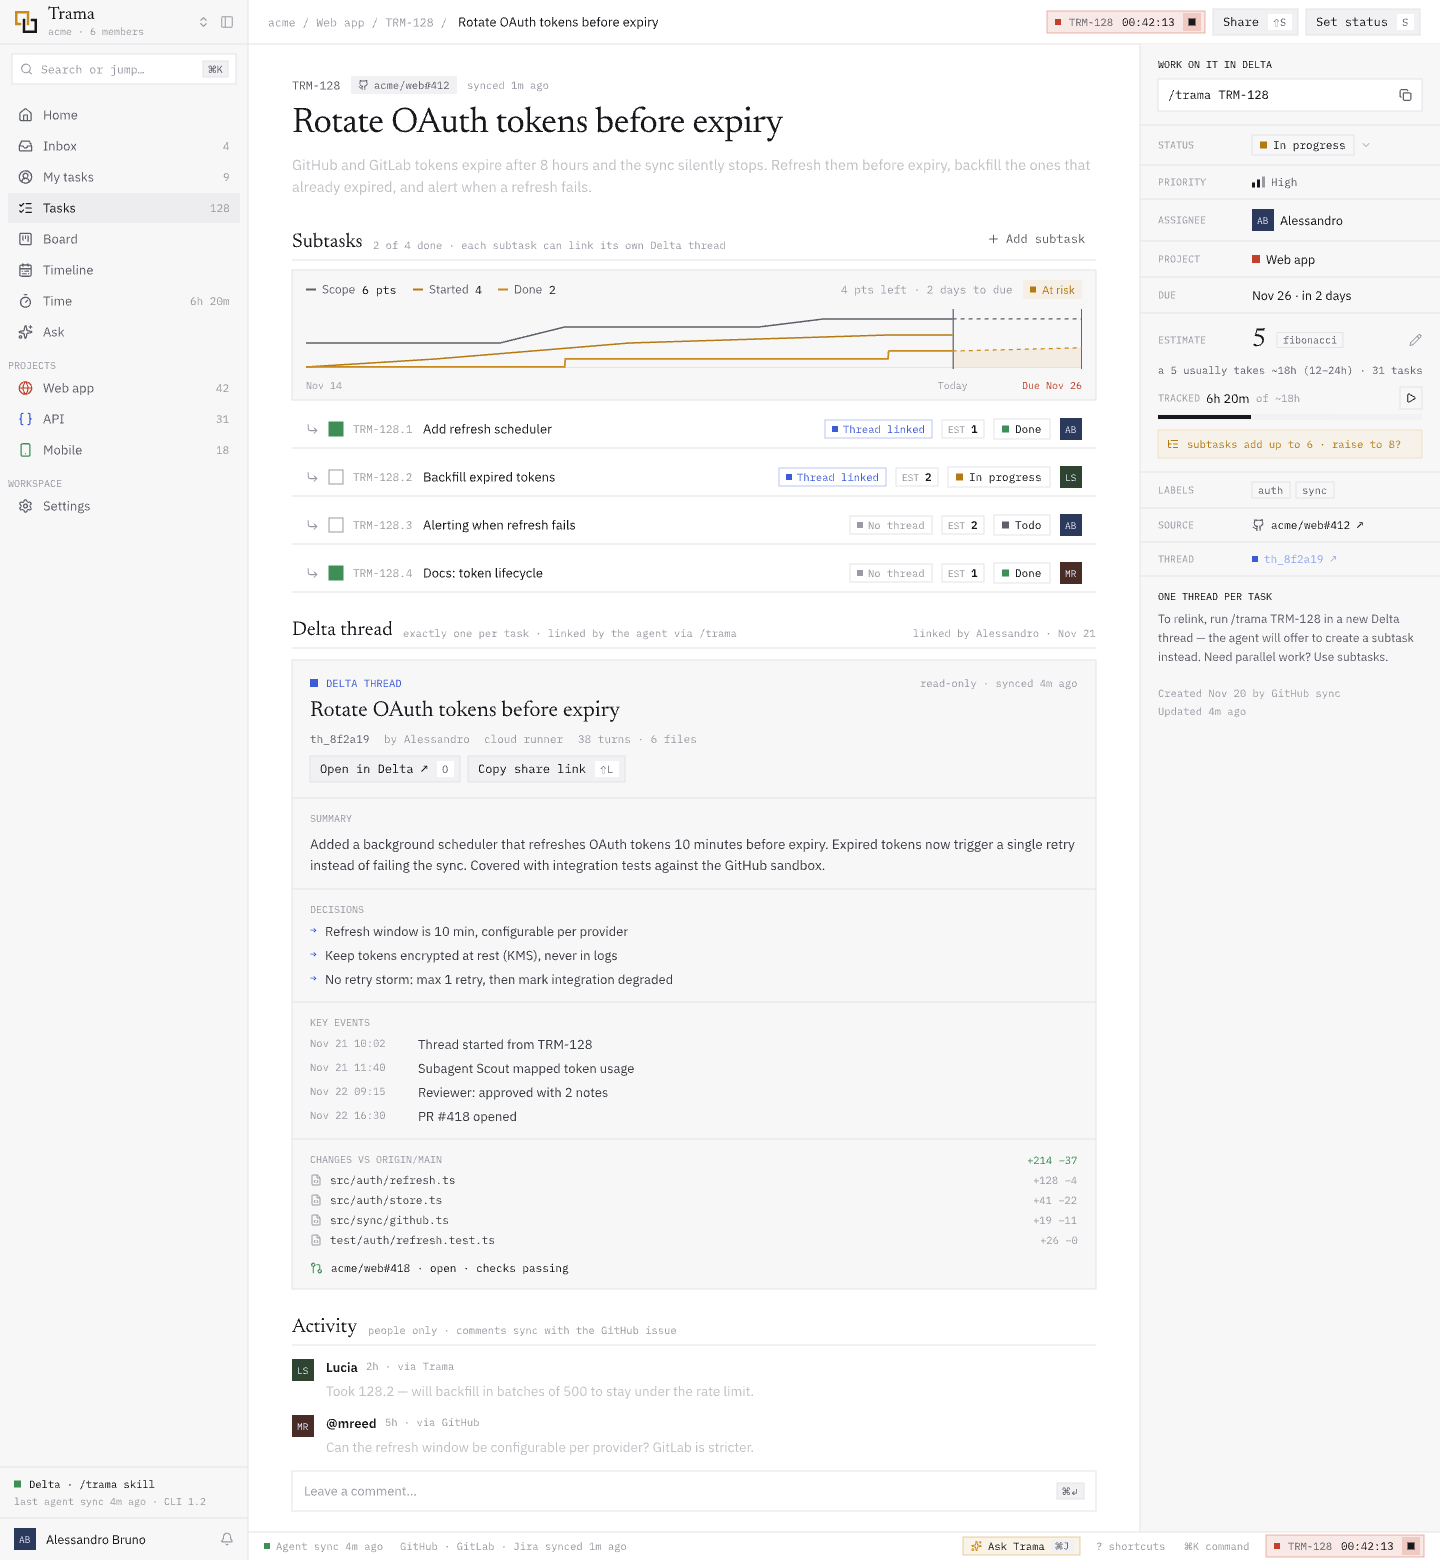 Trama
acme · 6 members
Search or jump… ⌘K
Home
Inbox 4
My tasks 9
Tasks 128
Board
Timeline
Time 6h 20m
Ask
PROJECTS
Web app 42
API 31
Mobile 18
WORKSPACE
Settings
Delta · /trama skill
last agent sync 4m ago · CLI 1.2
AB Alessandro Bruno
acme / Web app / TRM-128 / Rotate OAuth tokens before expiry
TRM-128 00:42:13
Share ⇧S
Set status S
TRM-128 acme/web#412 synced 1m ago
Rotate OAuth tokens before expiry
GitHub and GitLab tokens expire after 8 hours and the sync silently stops. Refresh them before expiry, backfill the ones that
already expired, and alert when a refresh fails.
Subtasks 2 of 4 done · each subtask can link its own Delta thread + Add subtask
Scope 6 pts Started 4 Done 2 4 pts left · 2 days to due At risk
Nov 14 Today Due Nov 26
TRM-128.1 Add refresh scheduler Thread linked EST 1 Done AB
TRM-128.2 Backfill expired tokens Thread linked EST 2 In progress LS
TRM-128.3 Alerting when refresh fails No thread EST 2 Todo AB
TRM-128.4 Docs: token lifecycle No thread EST 1 Done MR
Delta thread exactly one per task · linked by the agent via /trama linked by Alessandro · Nov 21
DELTA THREAD read-only · synced 4m ago
Rotate OAuth tokens before expiry
th_8f2a19 by Alessandro cloud runner 38 turns · 6 files
Open in Delta ↗ O Copy share link ⇧L
SUMMARY
Added a background scheduler that refreshes OAuth tokens 10 minutes before expiry. Expired tokens now trigger a single retry
instead of failing the sync. Covered with integration tests against the GitHub sandbox.
DECISIONS
→ Refresh window is 10 min, configurable per provider
→ Keep tokens encrypted at rest (KMS), never in logs
→ No retry storm: max 1 retry, then mark integration degraded
KEY EVENTS
Nov 21 10:02 Thread started from TRM-128
Nov 21 11:40 Subagent Scout mapped token usage
Nov 22 09:15 Reviewer: approved with 2 notes
Nov 22 16:30 PR #418 opened
CHANGES VS ORIGIN/MAIN +214 −37
src/auth/refresh.ts +128 −4
src/auth/store.ts +41 −22
src/sync/github.ts +19 −11
test/auth/refresh.test.ts +26 −0
acme/web#418 · open · checks passing
Activity people only · comments sync with the GitHub issue
LS Lucia 2h · via Trama
Took 128.2 — will backfill in batches of 500 to stay under the rate limit.
MR @mreed 5h · via GitHub
Can the refresh window be configurable per provider? GitLab is stricter.
Leave a comment… ⌘↵
WORK ON IT IN DELTA
/trama TRM-128
STATUS In progress
PRIORITY High
ASSIGNEE AB Alessandro
PROJECT Web app
DUE Nov 26 · in 2 days
ESTIMATE 5 fibonacci
a 5 usually takes ~18h (12–24h) · 31 tasks
TRACKED 6h 20m of ~18h
subtasks add up to 6 · raise to 8?
LABELS auth sync
SOURCE acme/web#412 ↗
THREAD th_8f2a19 ↗
ONE THREAD PER TASK
To relink, run /trama TRM-128 in a new Delta
thread — the agent will offer to create a subtask
instead. Need parallel work? Use subtasks.
Created Nov 20 by GitHub sync
Updated 4m ago
Agent sync 4m ago GitHub · GitLab · Jira synced 1m ago
Ask Trama ⌘J ? shortcuts ⌘K command TRM-128 00:42:13